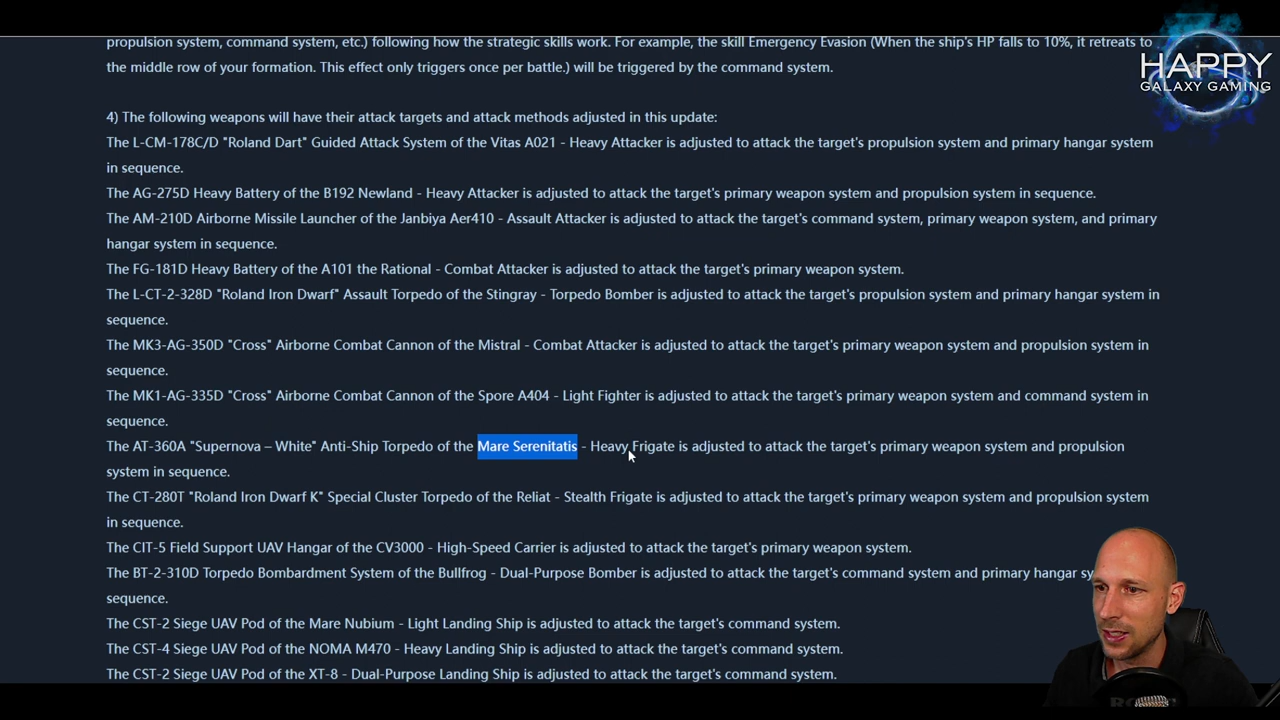 propulsion system, command system, etc.) following how the strategic skills work. For example, the skill Emergency Evasion (When the ship's HP falls to 10%, it retreats to
the middle row of your formation. This effect only triggers once per battle.) will be triggered by the command system.
HAPPY
GALAXY GAMING
4) The following weapons will have their attack targets and attack methods adjusted in this update:
The L-CM-178C/D "Roland Dart" Guided Attack System of the Vitas A021 - Heavy Attacker is adjusted to attack the target's propulsion system and primary hangar system
in sequence.
The AG-275D Heavy Battery of the B192 Newland - Heavy Attacker is adjusted to attack the target's primary weapon system and propulsion system in sequence.
The AM-210D Airborne Missile Launcher of the Janbiya Aer410 - Assault Attacker is adjusted to attack the target's command system, primary weapon system, and primary
hangar system in sequence.
The FG-181D Heavy Battery of the A101 the Rational - Combat Attacker is adjusted to attack the target's primary weapon system.
The L-CT-2-328D "Roland Iron Dwarf" Assault Torpedo of the Stingray - Torpedo Bomber is adjusted to attack the target's propulsion system and primary hangar system in
sequence.
The MK3-AG-350D "Cross" Airborne Combat Cannon of the Mistral - Combat Attacker is adjusted to attack the target's primary weapon system and propulsion system in
sequence.
The MK1-AG-335D "Cross" Airborne Combat Cannon of the Spore A404 - Light Fighter is adjusted to attack the target's primary weapon system and command system in
sequence.
The AT-360A "Supernova – White" Anti-Ship Torpedo of the Mare Serenitatis - Heavy Frigate is adjusted to attack the target's primary weapon system and propulsion
system in sequence.
The CT-280T "Roland Iron Dwarf K" Special Cluster Torpedo of the Reliat - Stealth Frigate is adjusted to attack the target's primary weapon system and propulsion system
in sequence.
The CIT-5 Field Support UAV Hangar of the CV3000 - High-Speed Carrier is adjusted to attack the target's primary weapon system.
The BT-2-310D Torpedo Bombardment System of the Bullfrog - Dual-Purpose Bomber is adjusted to attack the target's command system and primary hangar
sequence.
The CST-2 Siege UAV Pod of the Mare Nubium - Light Landing Ship is adjusted to attack the target's command system.
The CST-4 Siege UAV Pod of the NOMA M470 - Heavy Landing Ship is adjusted to attack the target's command system.
The CST-2 Siege UAV Pod of the XT-8 - Dual-Purpose Landing Ship is adjusted to attack the target's command system.